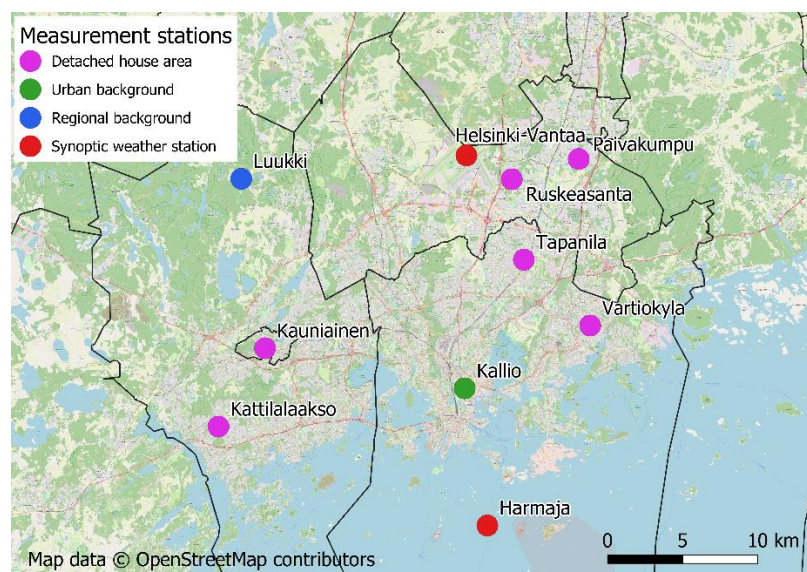 Measurement stations
Detached house area
Urban background
Regional background
Synoptic weather station
Luukki
Helsinki-Vantaa
Paivakumpu
Ruskeasanta
Tapanila
Vartiokyla
Kauniainen
Kallio
Kattilalaakso
Harmaja
0 5 10 km
Map data © OpenStreetMap contributors